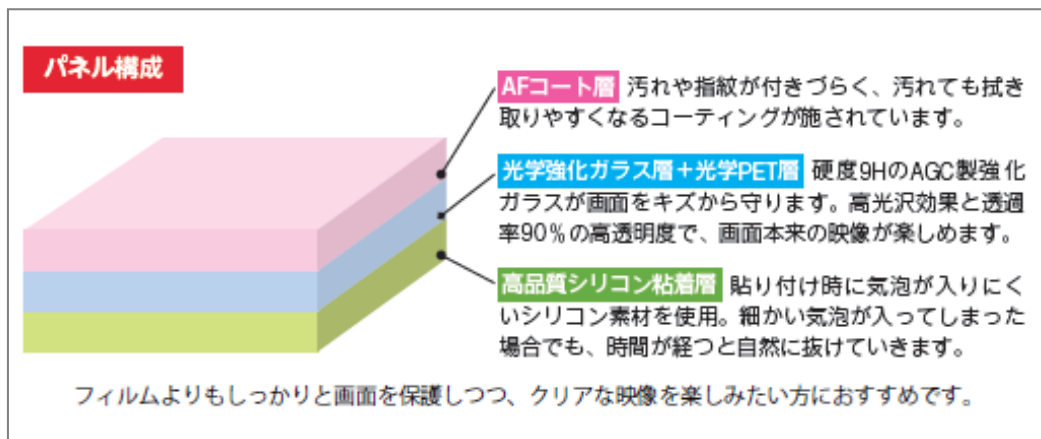 パネル構成
AFコート層 汚れや指紋が付きづらく、汚れても拭き
取りやすくなるコーティングが施されています。
光学強化ガラス層＋光学PET層 硬度9HのAGC製強化
ガラスが画面をキズから守ります。高光沢効果と透過
率90％の高透明度で、画面本来の映像が楽しめます。
高品質シリコン粘着層 貼り付け時に気泡が入りにく
いシリコン素材を使用。細かい気泡が入ってしまった
場合でも、時間が経つと自然に抜けていきます。
フィルムよりもしっかりと画面を保護しつつ、クリアな映像を楽しみたい方におすすめです。